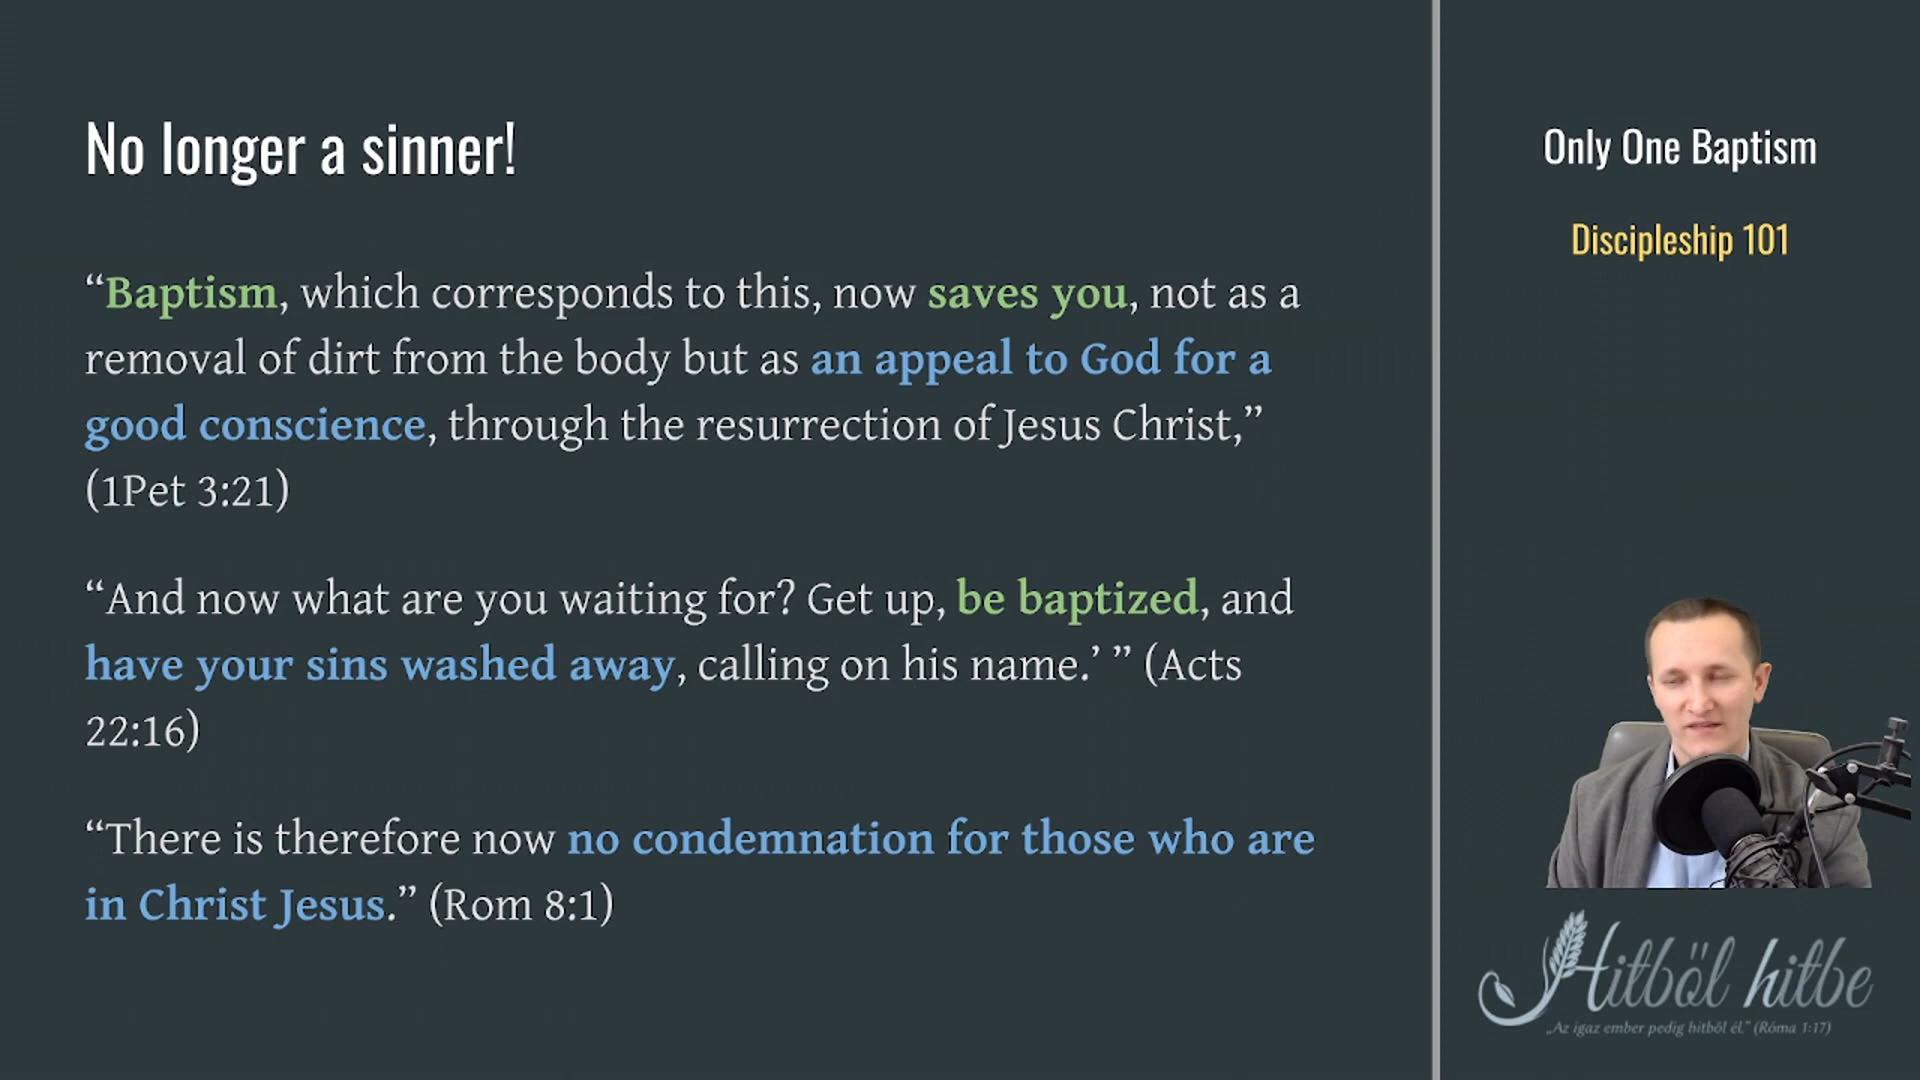 No longer a sinner!
“Baptism, which corresponds to this, now saves you, not as a
removal of dirt from the body but as an appeal to God for a
good conscience, through the resurrection of Jesus Christ,”
(1Pet 3:21)
“And now what are you waiting for? Get up, be baptized, and
have your sins washed away, calling on his name.’ ” (Acts
22:16)
“There is therefore now no condemnation for those who are
in Christ Jesus.” (Rom 8:1)
Only One Baptism
Discipleship 101
Hitből hitbe
„Az igaz ember pedig hitből él.” (Róma 1:17)